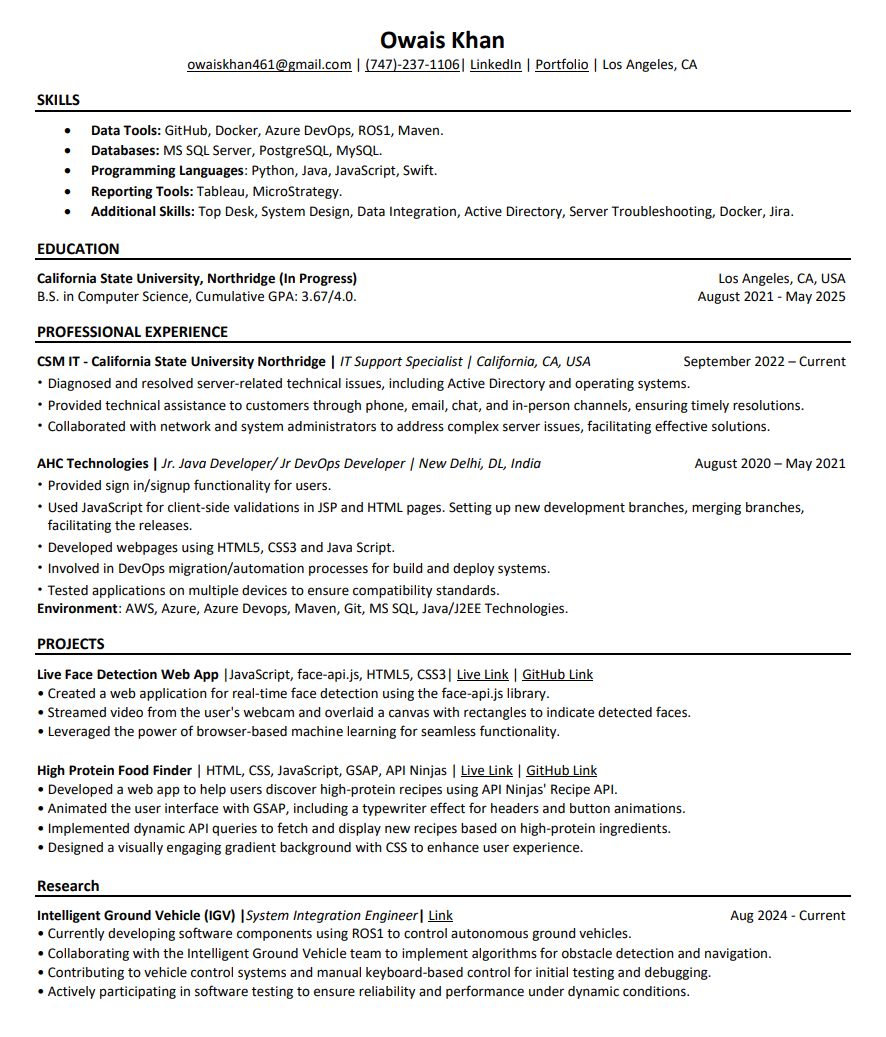 Owais Khan
owaiskhan461@gmail.com | (747)-237-1106| LinkedIn | Portfolio | Los Angeles, CA
SKILLS
• Data Tools: GitHub, Docker, Azure DevOps, ROS1, Maven.
• Databases: MS SQL Server, PostgreSQL, MySQL.
• Programming Languages: Python, Java, JavaScript, Swift.
• Reporting Tools: Tableau, MicroStrategy.
• Additional Skills: Top Desk, System Design, Data Integration, Active Directory, Server Troubleshooting, Docker, Jira.
EDUCATION
California State University, Northridge (In Progress) Los Angeles, CA, USA
B.S. in Computer Science, Cumulative GPA: 3.67/4.0. August 2021 - May 2025
PROFESSIONAL EXPERIENCE
CSM IT - California State University Northridge | IT Support Specialist | California, CA, USA September 2022 – Current
• Diagnosed and resolved server-related technical issues, including Active Directory and operating systems.
• Provided technical assistance to customers through phone, email, chat, and in-person channels, ensuring timely resolutions.
• Collaborated with network and system administrators to address complex server issues, facilitating effective solutions.
AHC Technologies | Jr. Java Developer/ Jr DevOps Developer | New Delhi, DL, India August 2020 – May 2021
• Provided sign in/signup functionality for users.
• Used JavaScript for client-side validations in JSP and HTML pages. Setting up new development branches, merging branches,
facilitating the releases.
• Developed webpages using HTML5, CSS3 and Java Script.
• Involved in DevOps migration/automation processes for build and deploy systems.
• Tested applications on multiple devices to ensure compatibility standards.
Environment: AWS, Azure, Azure Devops, Maven, Git, MS SQL, Java/J2EE Technologies.
PROJECTS
Live Face Detection Web App |JavaScript, face-api.js, HTML5, CSS3| Live Link | GitHub Link
• Created a web application for real-time face detection using the face-api.js library.
• Streamed video from the user's webcam and overlaid a canvas with rectangles to indicate detected faces.
• Leveraged the power of browser-based machine learning for seamless functionality.
High Protein Food Finder | HTML, CSS, JavaScript, GSAP, API Ninjas | Live Link | GitHub Link
• Developed a web app to help users discover high-protein recipes using API Ninjas' Recipe API.
• Animated the user interface with GSAP, including a typewriter effect for headers and button animations.
• Implemented dynamic API queries to fetch and display new recipes based on high-protein ingredients.
• Designed a visually engaging gradient background with CSS to enhance user experience.
Research
Intelligent Ground Vehicle (IGV) |System Integration Engineer| Link Aug 2024 - Current
• Currently developing software components using ROS1 to control autonomous ground vehicles.
• Collaborating with the Intelligent Ground Vehicle team to implement algorithms for obstacle detection and navigation.
• Contributing to vehicle control systems and manual keyboard-based control for initial testing and debugging.
• Actively participating in software testing to ensure reliability and performance under dynamic conditions.